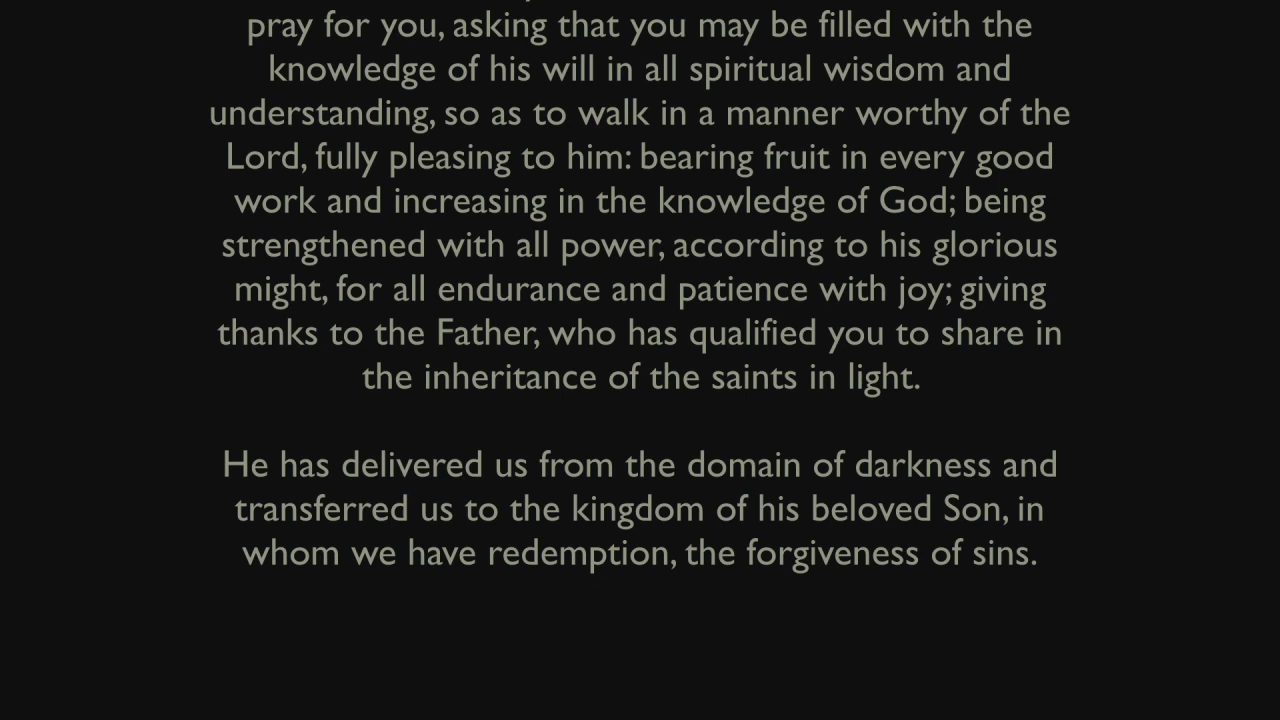 pray for you, asking that you may be filled with the
knowledge of his will in all spiritual wisdom and
understanding, so as to walk in a manner worthy of the
Lord, fully pleasing to him: bearing fruit in every good
work and increasing in the knowledge of God; being
strengthened with all power, according to his glorious
might, for all endurance and patience with joy; giving
thanks to the Father, who has qualified you to share in
the inheritance of the saints in light.
He has delivered us from the domain of darkness and
transferred us to the kingdom of his beloved Son, in
whom we have redemption, the forgiveness of sins.